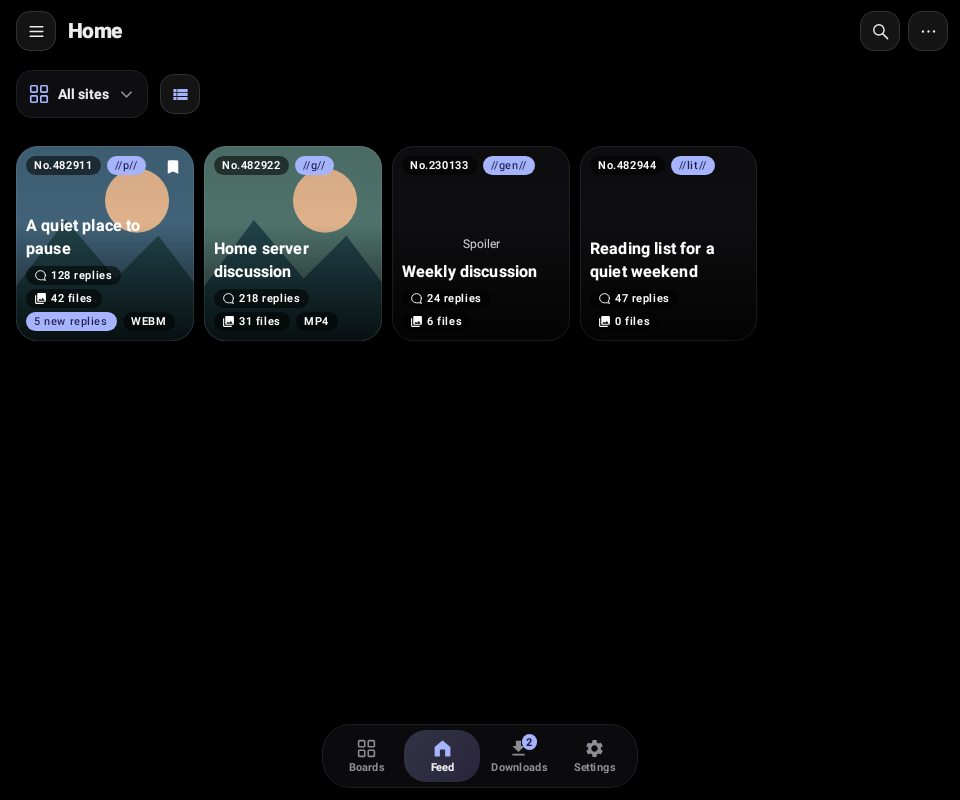 Home
All sites
No.482911 //p//
A quiet place to
pause
128 replies
42 files
5 new replies WEBM
No.482922 //g//
Home server
discussion
218 replies
31 files MP4
No.230133 //gen//
Spoiler
Weekly discussion
24 replies
6 files
No.482944 //lit//
Reading list for a
quiet weekend
47 replies
0 files
Boards
Feed
2
Downloads
Settings